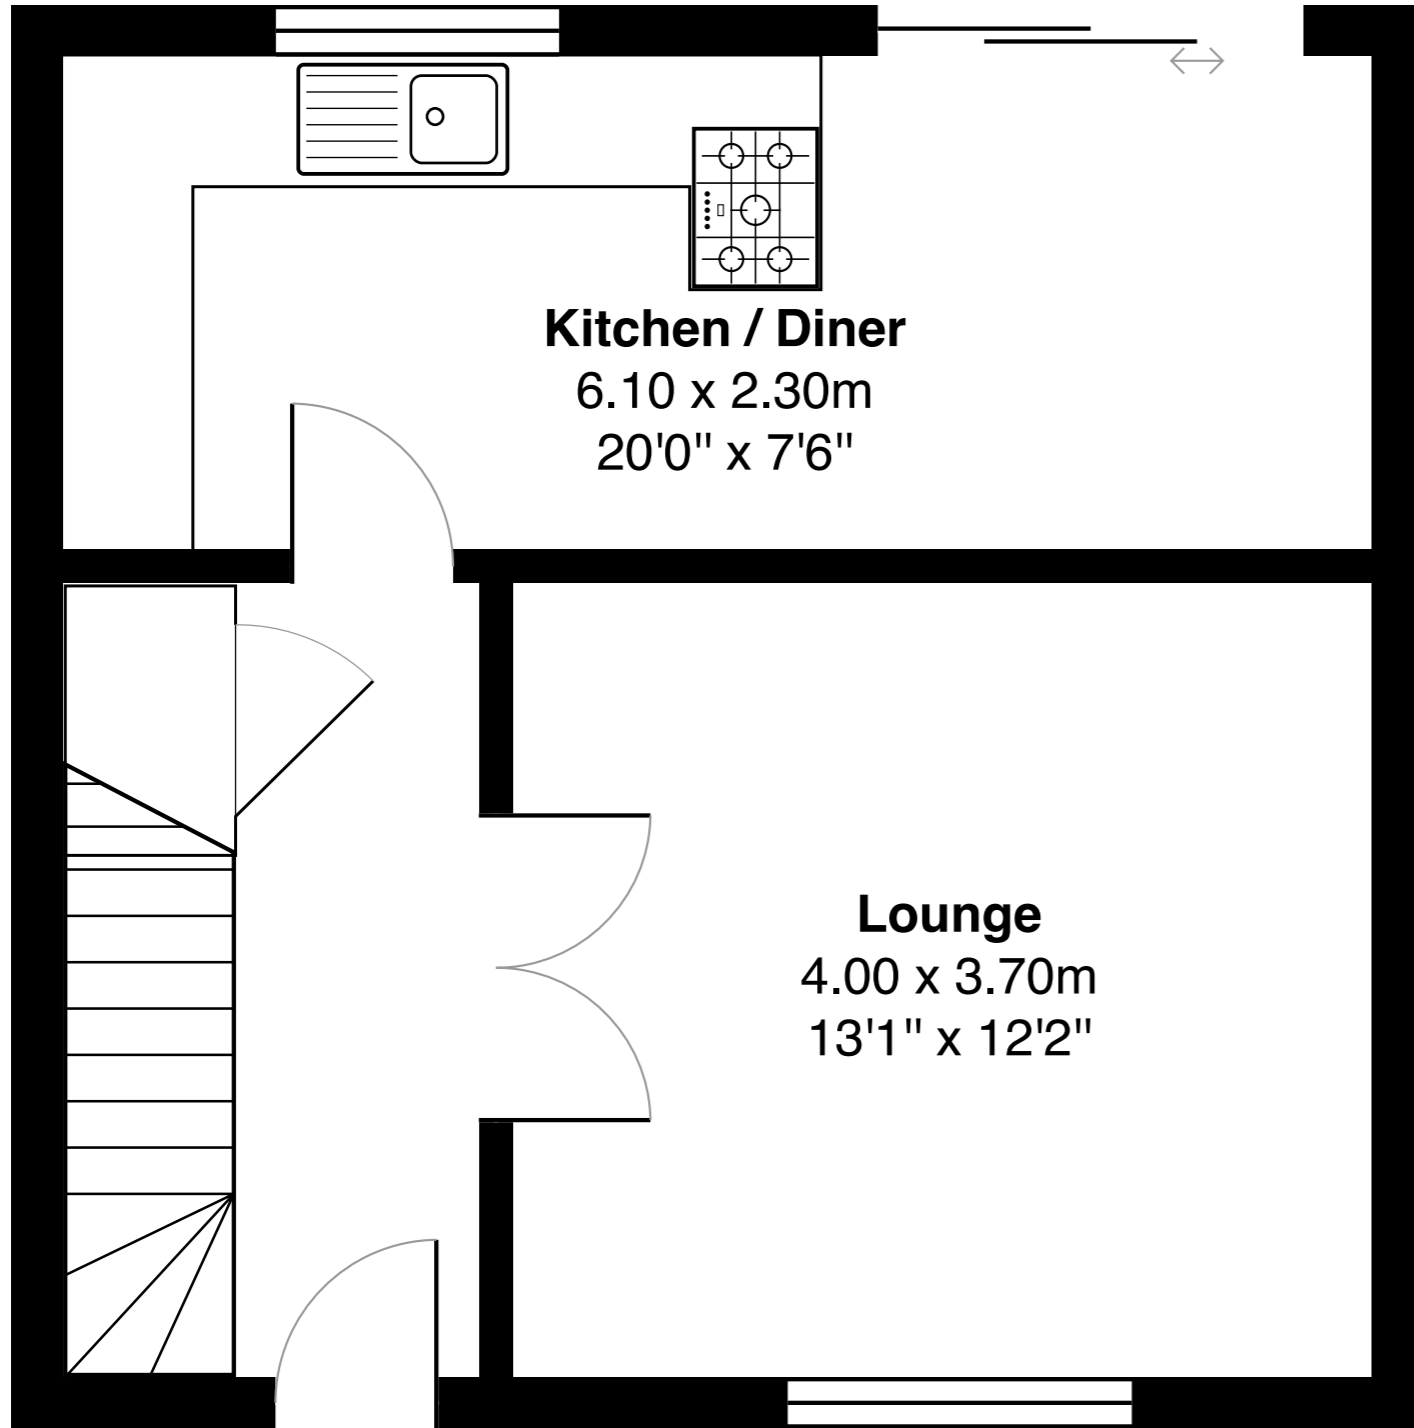 Kitchen / Diner
6.10 x 2.30m
20'0" x 7'6"
Lounge
4.00 x 3.70m
13'1" x 12'2"